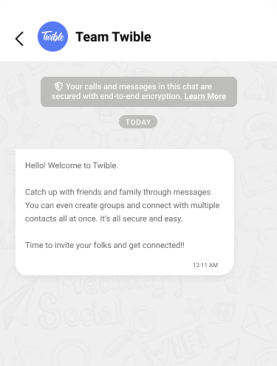 Twible
Team Twible
Your calls and messages in this chat are
secured with end-to-end encryption. Learn More
TODAY
Hello! Welcome to Twible.
Catch up with friends and family through messages
You can even create groups and connect with multiple
contacts all at once. It's all secure and easy.
Time to invite your folks and get connected!!
12:11 AM